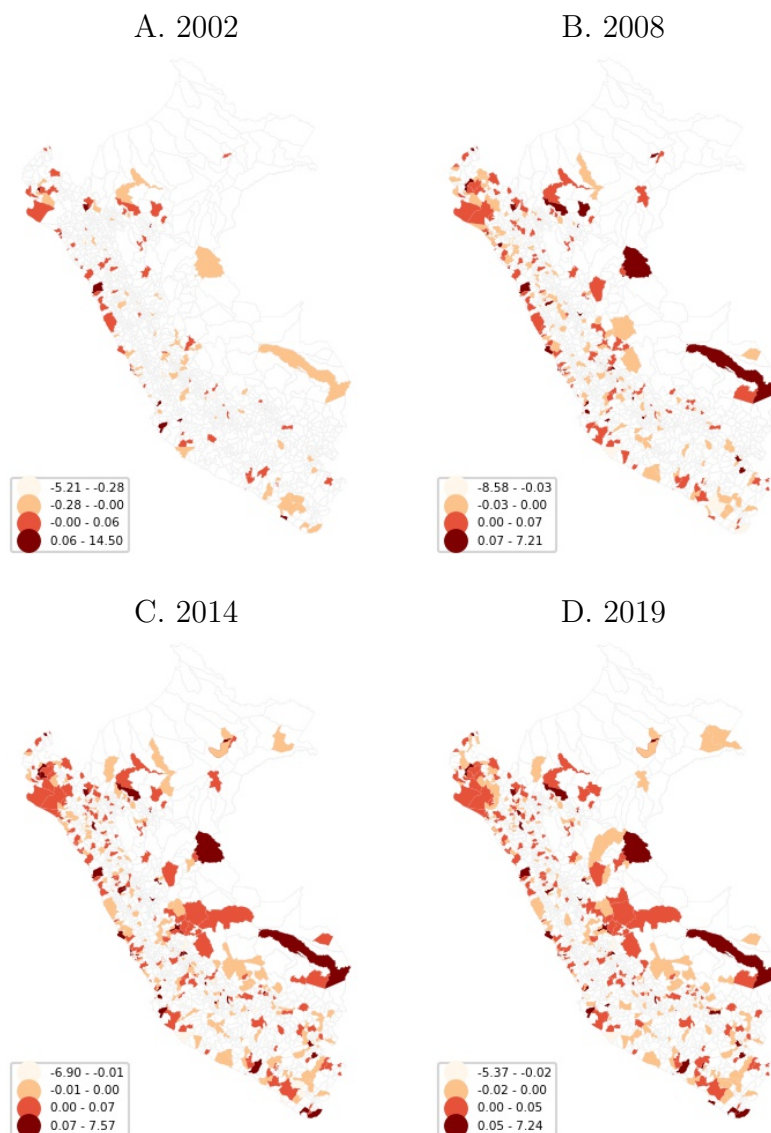 A. 2002
B. 2008
-5.21 - -0.28
-0.28 - -0.00
-0.00 - 0.06
0.06 - 14.50
-8.58 - -0.03
-0.03 - 0.00
0.00 - 0.07
0.07 - 7.21
C. 2014
D. 2019
-6.90 - -0.01
-0.01 - 0.00
0.00 - 0.07
0.07 - 7.57
-5.37 - -0.02
-0.02 - 0.00
0.00 - 0.05
0.05 - 7.24